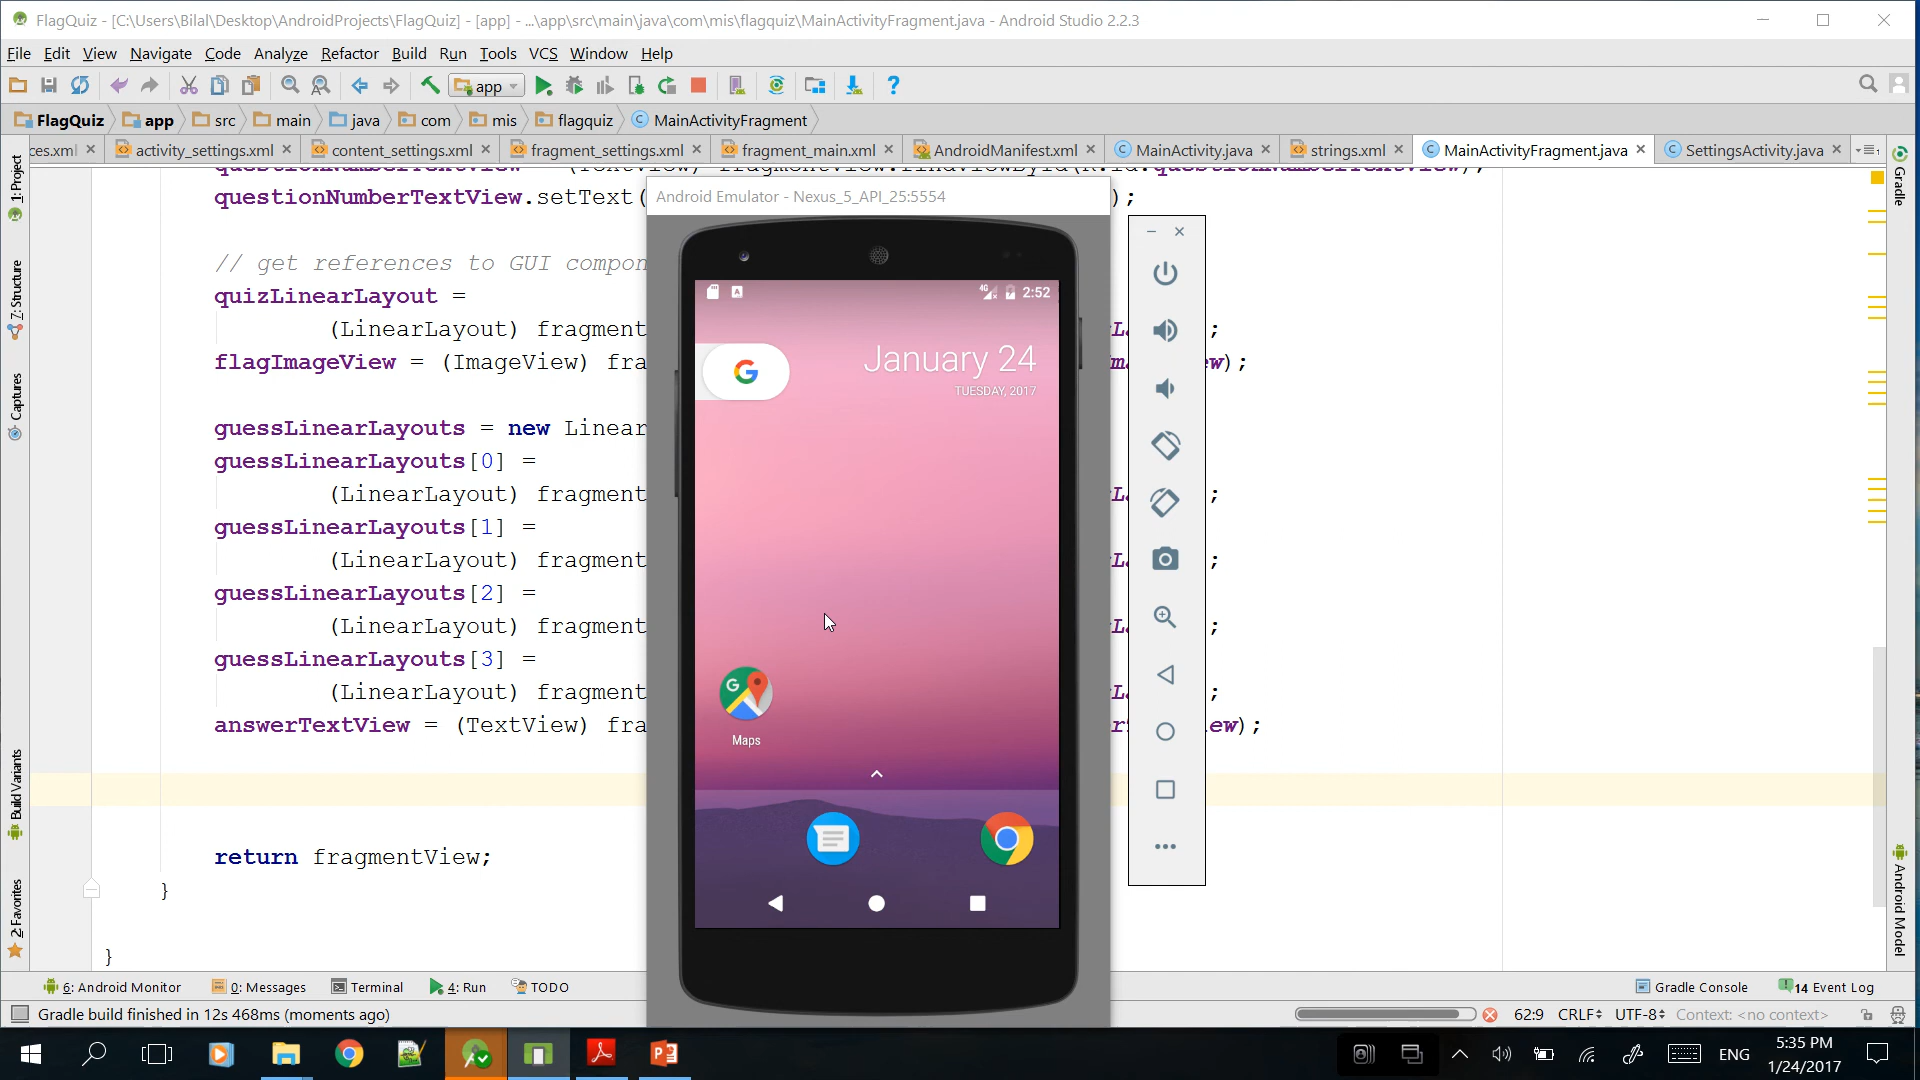 FlagQuiz - [C:\Users\Bilal\Desktop\AndroidProjects\FlagQuiz] - [app] - ...\app\src\main\java\com\mis\flagquiz\MainActivityFragment.java - Android Studio 2.2.3
File Edit View Navigate Code Analyze Refactor Build Run Tools VCS Window Help
app
FlagQuiz app src main java com mis flagquiz MainActivityFragment
ces.xml activity_settings.xml content_settings.xml fragment_settings.xml fragment_main.xml AndroidManifest.xml MainActivity.java strings.xml MainActivityFragment.java SettingsActivity.java
1: Project
7: Structure
Captures
Build Variants
2: Favorites
Gradle
Android Model
questionNumberTextView.setText( );
// get references to GUI compon
quizLinearLayout =
(LinearLayout) fragment ;
flagImageView = (ImageView) fra ew);
guessLinearLayouts = new Linear
guessLinearLayouts[0] =
(LinearLayout) fragment ;
guessLinearLayouts[1] =
(LinearLayout) fragment ;
guessLinearLayouts[2] =
(LinearLayout) fragment ;
guessLinearLayouts[3] =
(LinearLayout) fragment ;
answerTextView = (TextView) fra ew);
return fragmentView;
}
}
Android Emulator - Nexus_5_API_25:5554
4G 2:52
G
January 24
TUESDAY, 2017
Maps
6: Android Monitor 0: Messages Terminal 4: Run TODO Gradle Console 14 Event Log
Gradle build finished in 12s 468ms (moments ago) 62:9 CRLF UTF-8 Context: <no context>
ENG
5:35 PM
1/24/2017